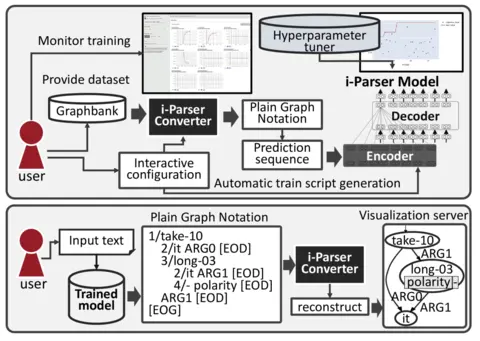 Monitor training
Hyperparameter
tuner
i-Parser Model
Provide dataset
Graphbank
i-Parser
Converter
Plain Graph
Notation
Prediction
sequence
Decoder
Encoder
user
Interactive
configuration
Automatic train script generation
Plain Graph Notation
Visualization server
Input text
user
Trained
model
1/take-10
2/it ARG0 [EOD]
3/long-03
2/it ARG1 [EOD]
4/- polarity [EOD]
ARG1 [EOD]
[EOG]
i-Parser
Converter
reconstruct
take-10
ARG1
long-03
polarity -
ARG0
ARG1
it